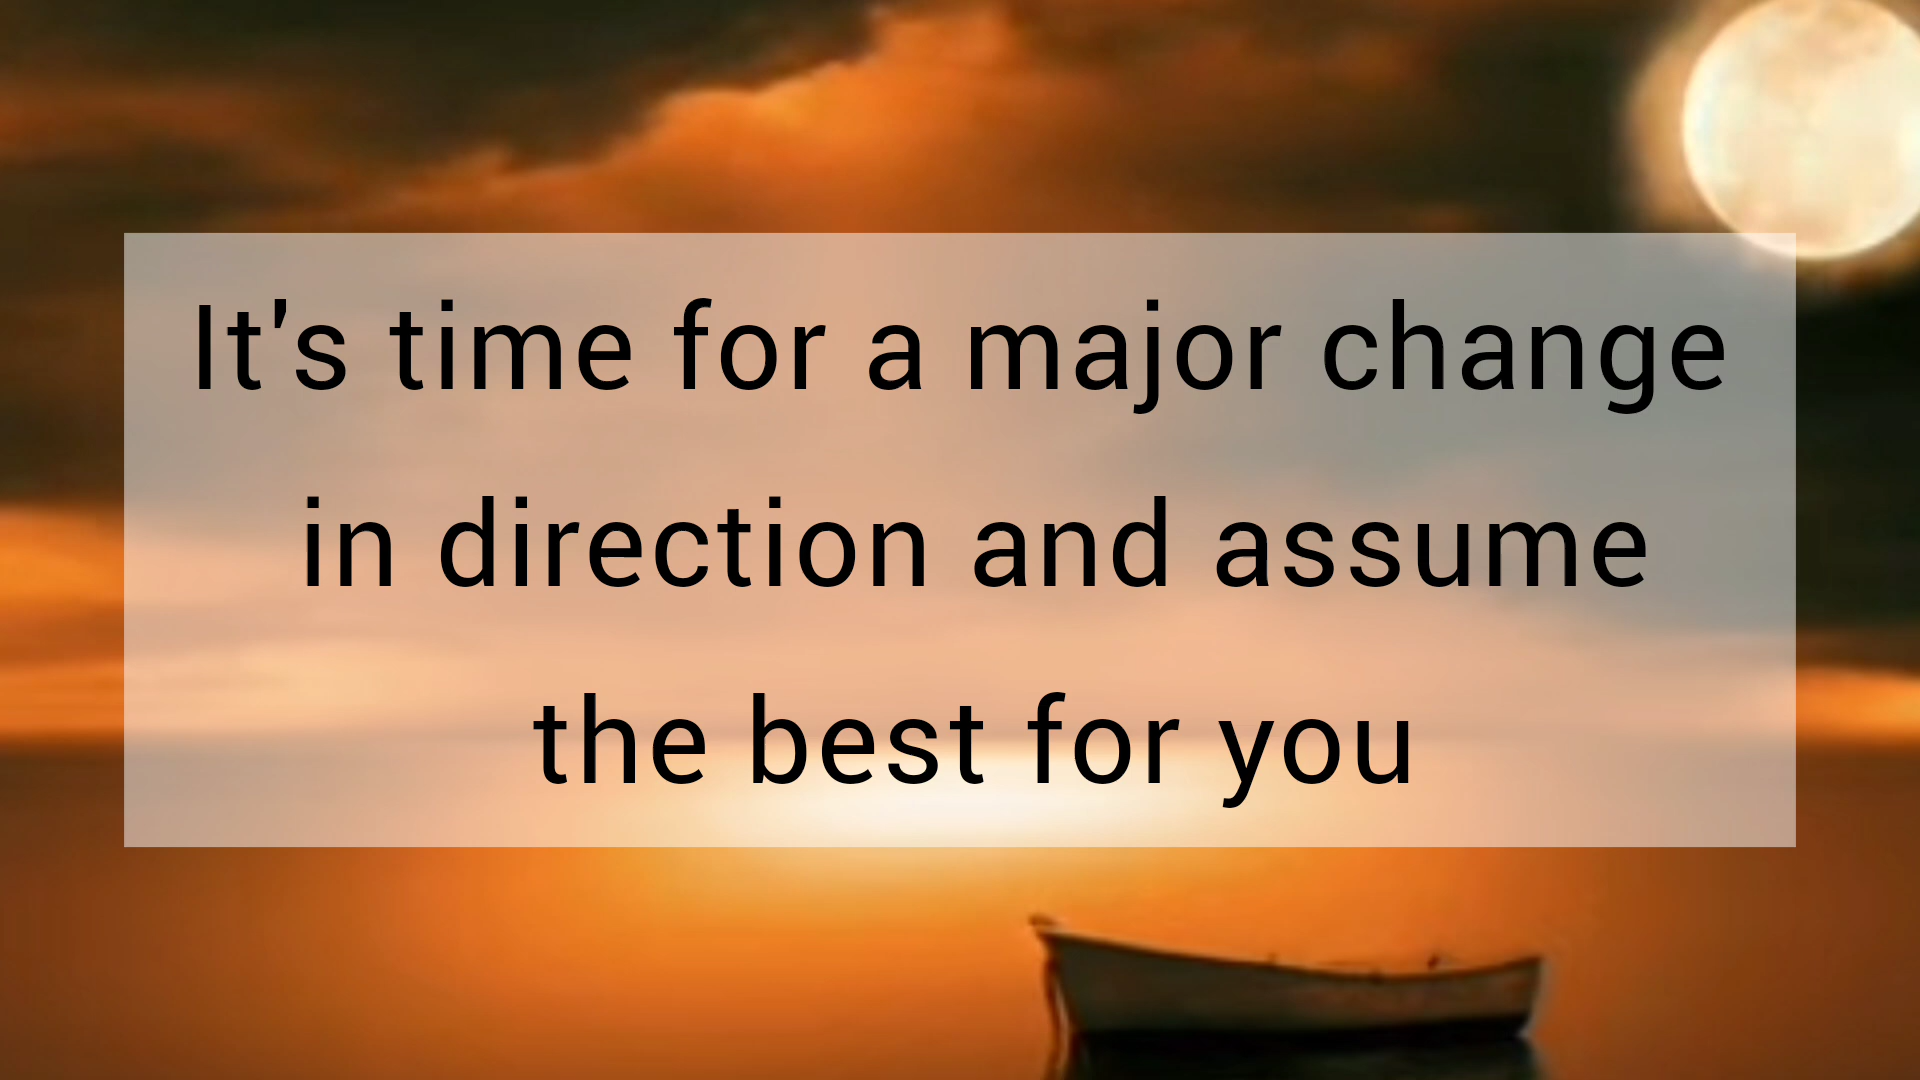 It's time for a major change
in direction and assume
the best for you